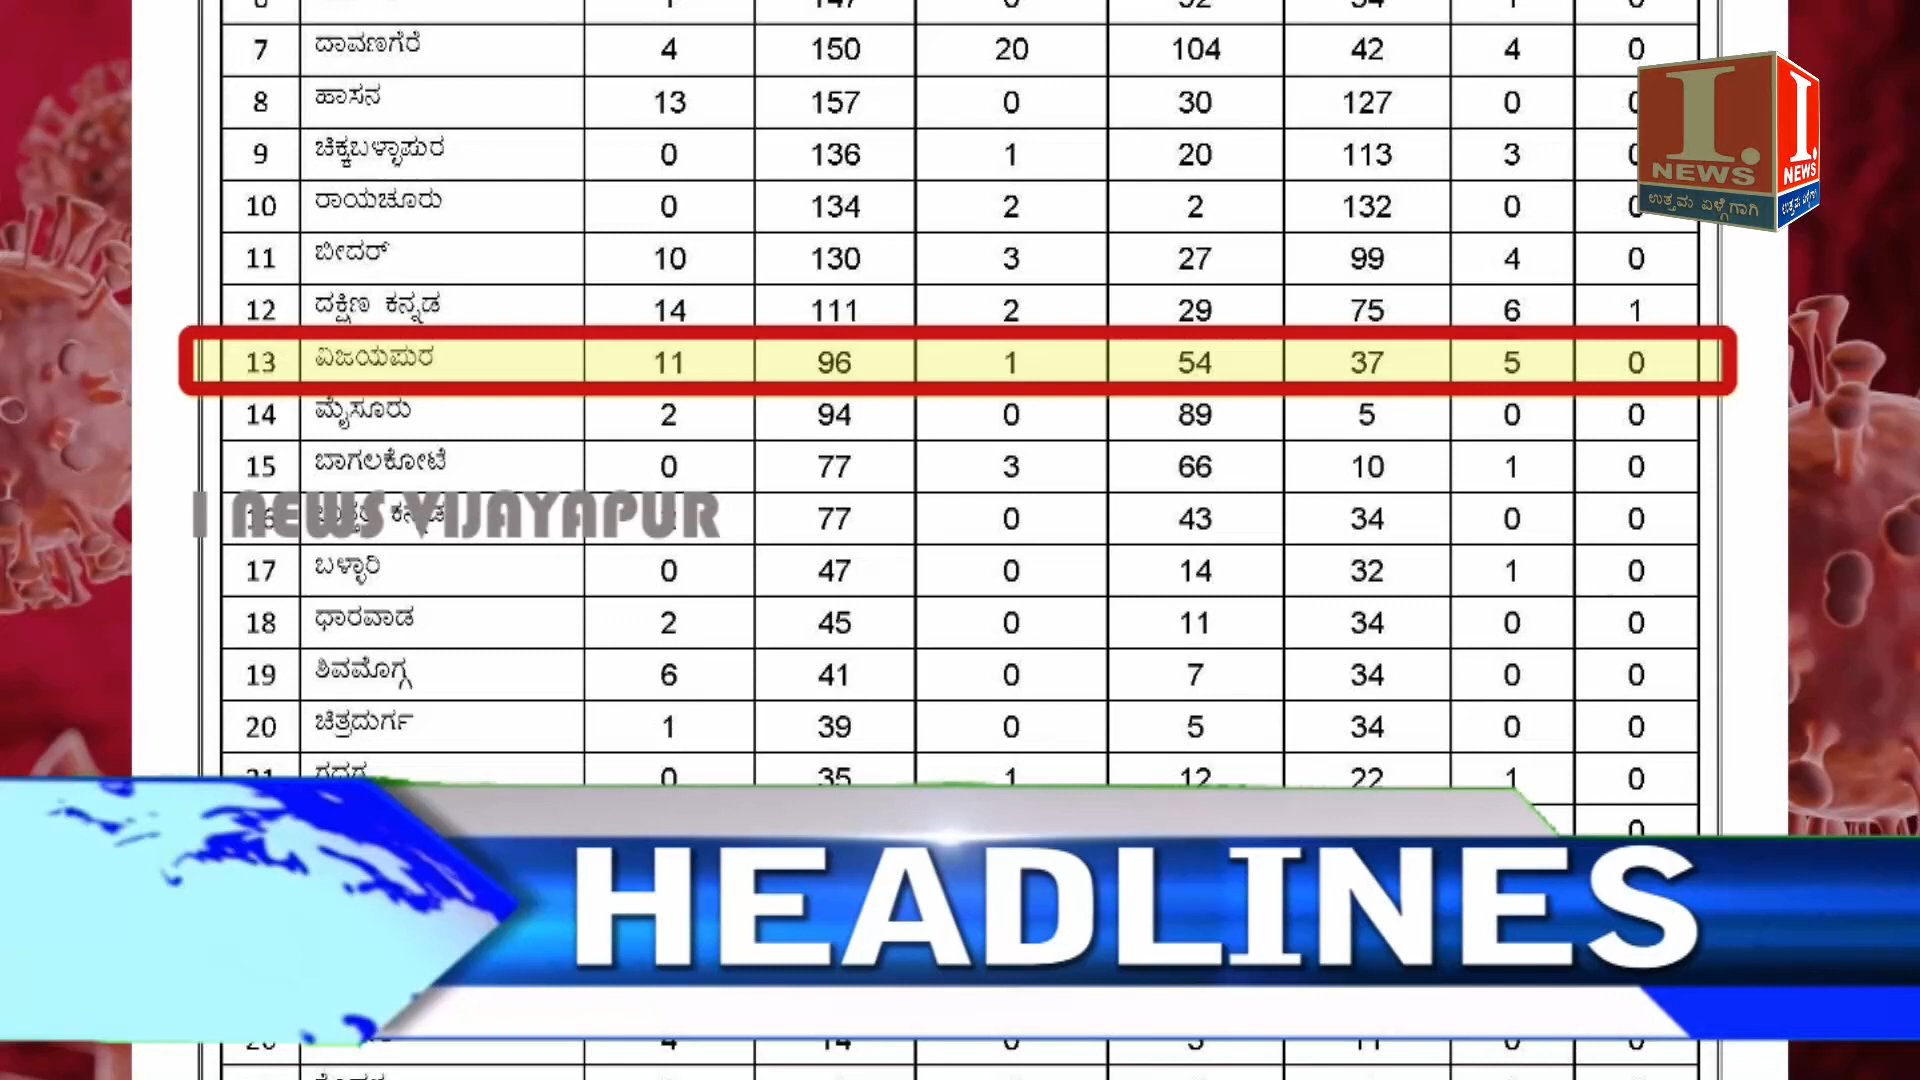 7 ದಾವಣಗೆರೆ 4 150 20 104 42 4 0
8 ಹಾಸನ 13 157 0 30 127 0
9 ಚಿಕ್ಕಬಳ್ಳಾಪುರ 0 136 1 20 113 3
10 ರಾಯಚೂರು 0 134 2 2 132 0
11 ಬೀದರ್ 10 130 3 27 99 4 0
12 ದಕ್ಷಿಣ ಕನ್ನಡ 14 111 2 29 75 6 1
13 ವಿಜಯಪುರ 11 96 1 54 37 5 0
14 ಮೈಸೂರು 2 94 0 89 5 0 0
15 ಬಾಗಲಕೋಟೆ 0 77 3 66 10 1 0
16 ಕನ್ನಡ 77 0 43 34 0 0
17 ಬಳ್ಳಾರಿ 0 47 0 14 32 1 0
18 ಧಾರವಾಡ 2 45 0 11 34 0 0
19 ಶಿವಮೊಗ್ಗ 6 41 0 7 34 0 0
20 ಚಿತ್ರದುರ್ಗ 1 39 0 5 34 0 0
21 ಗದಗ 0 35 1 12 22 1 0
I NEWS VIJAYAPUR
I.
NEWS
ಉತ್ತಮ ಏಳ್ಗೆಗಾಗಿ
I.
NEWS
HEADLINES